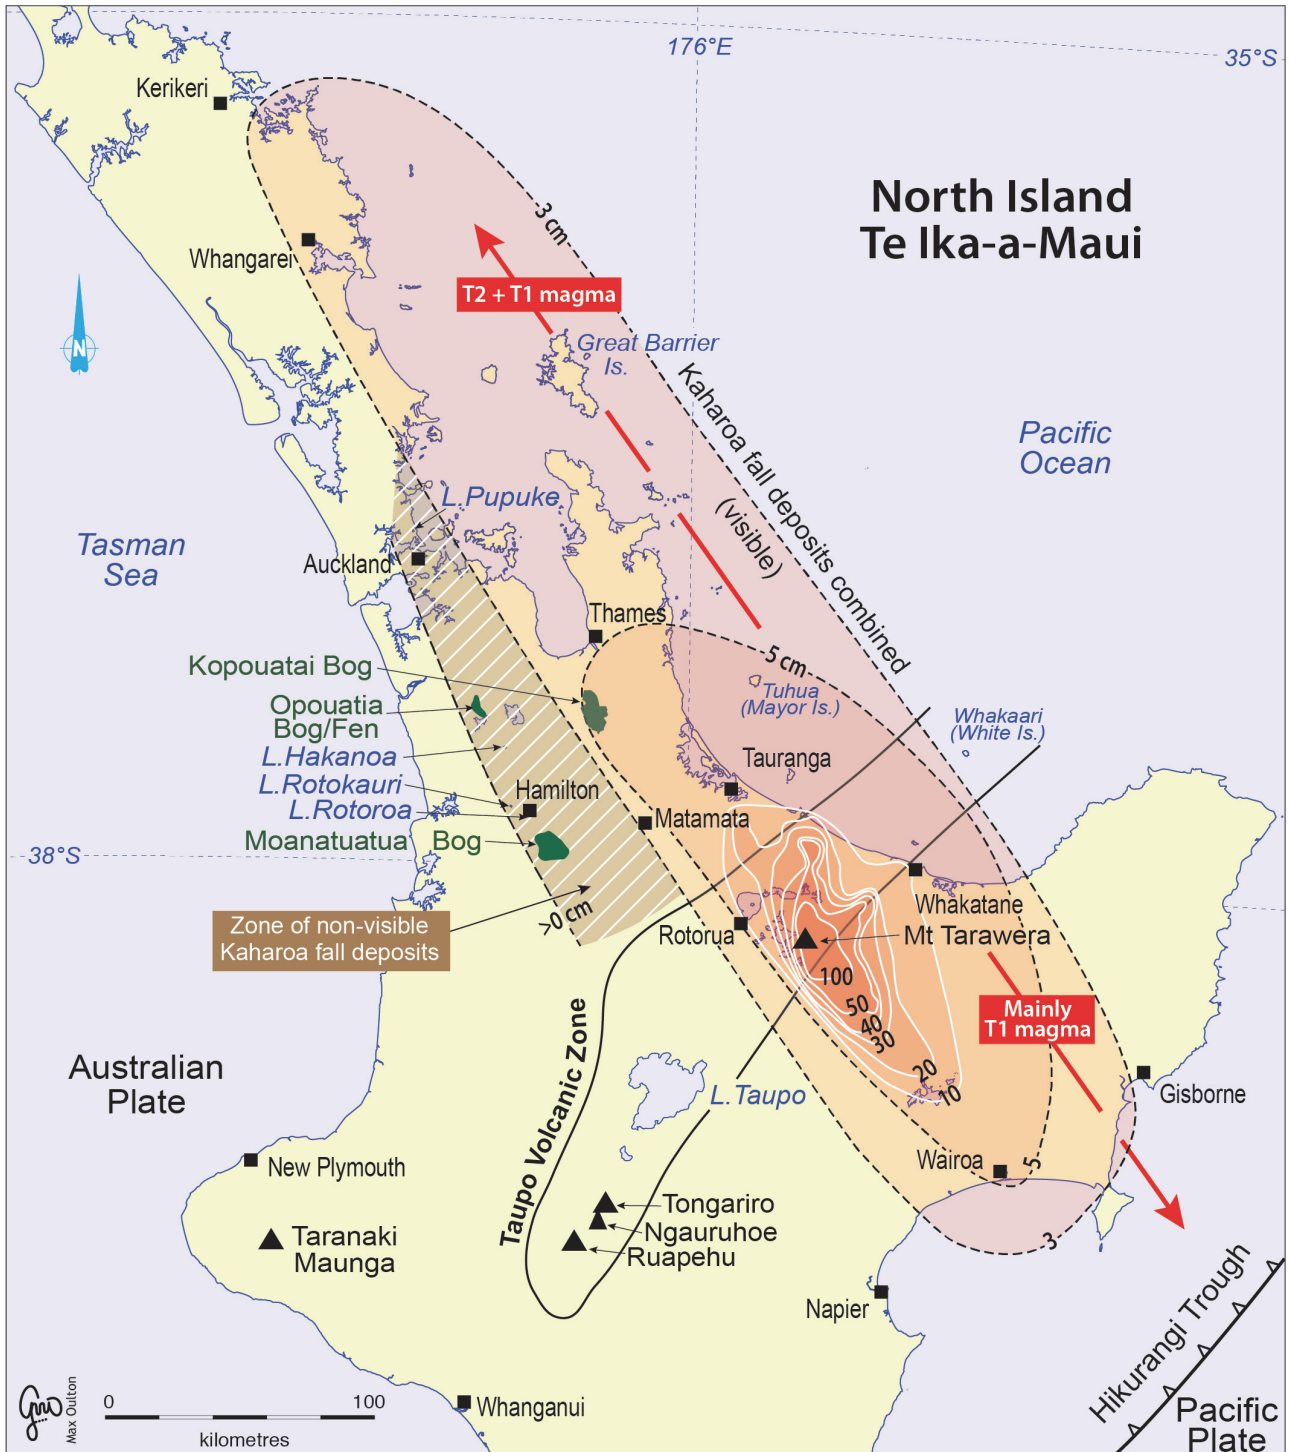 176°E
35°S
Kerikeri
North Island
Te Ika-a-Maui
3 cm
Whangarei
T2 + T1 magma
N
Great Barrier
Is.
Kaharoa fall deposits combined
(visible)
Pacific
Ocean
L.Pupuke
Tasman
Sea
Auckland
Thames
5 cm
Kopouatai Bog
Tuhua
(Mayor Is.)
Opouatia
Bog/Fen
Whakaari
(White Is.)
L.Hakanoa
Tauranga
L.Rotokauri
Hamilton
L.Rotoroa
Matamata
Moanatuatua Bog
38°S
>0 cm
Whakatane
Zone of non-visible
Kaharoa fall deposits
Rotorua
Mt Tarawera
100
50
40
30
20
10
Mainly
T1 magma
Australian
Plate
Taupo Volcanic Zone
L.Taupo
Gisborne
New Plymouth
Wairoa
5
Tongariro
Ngauruhoe
Ruapehu
Taranaki
Maunga
3
Napier
Hikurangi Trough
Max Oulton
0
100
kilometres
Whanganui
Pacific
Plate